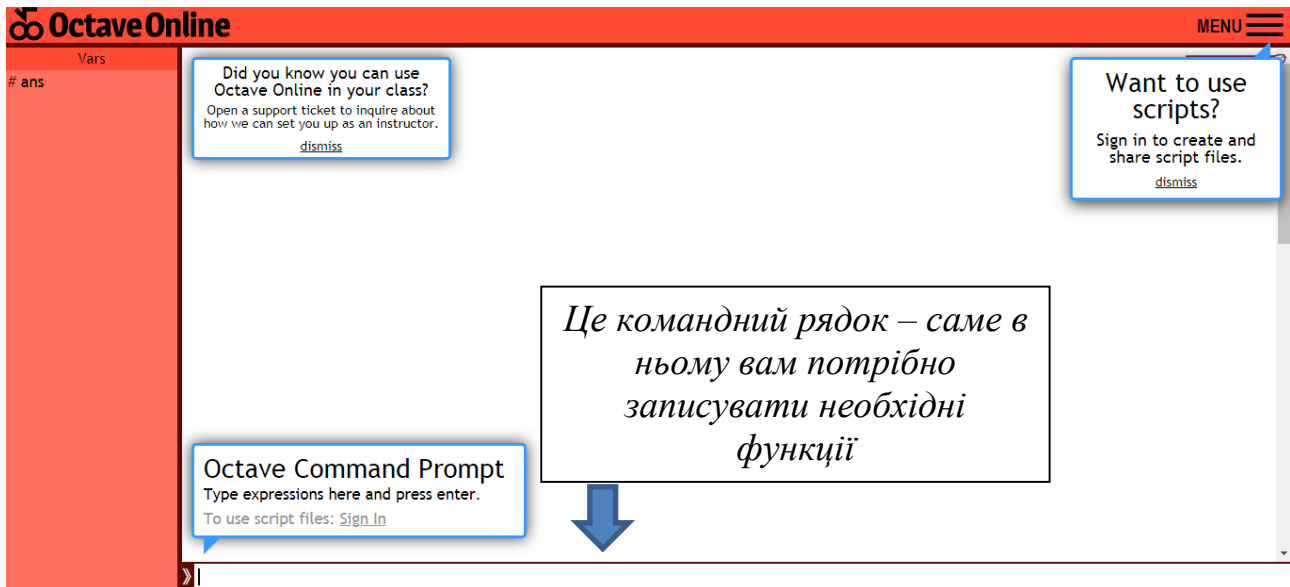 Octave Online
MENU
Vars
# ans
Did you know you can use
Octave Online in your class?
Open a support ticket to inquire about
how we can set you up as an instructor.
dismiss
Want to use
scripts?
Sign in to create and
share script files.
dismiss
Це командний рядок – саме в
ньому вам потрібно
записувати необхідні
функції
Octave Command Prompt
Type expressions here and press enter.
To use script files: Sign In
»